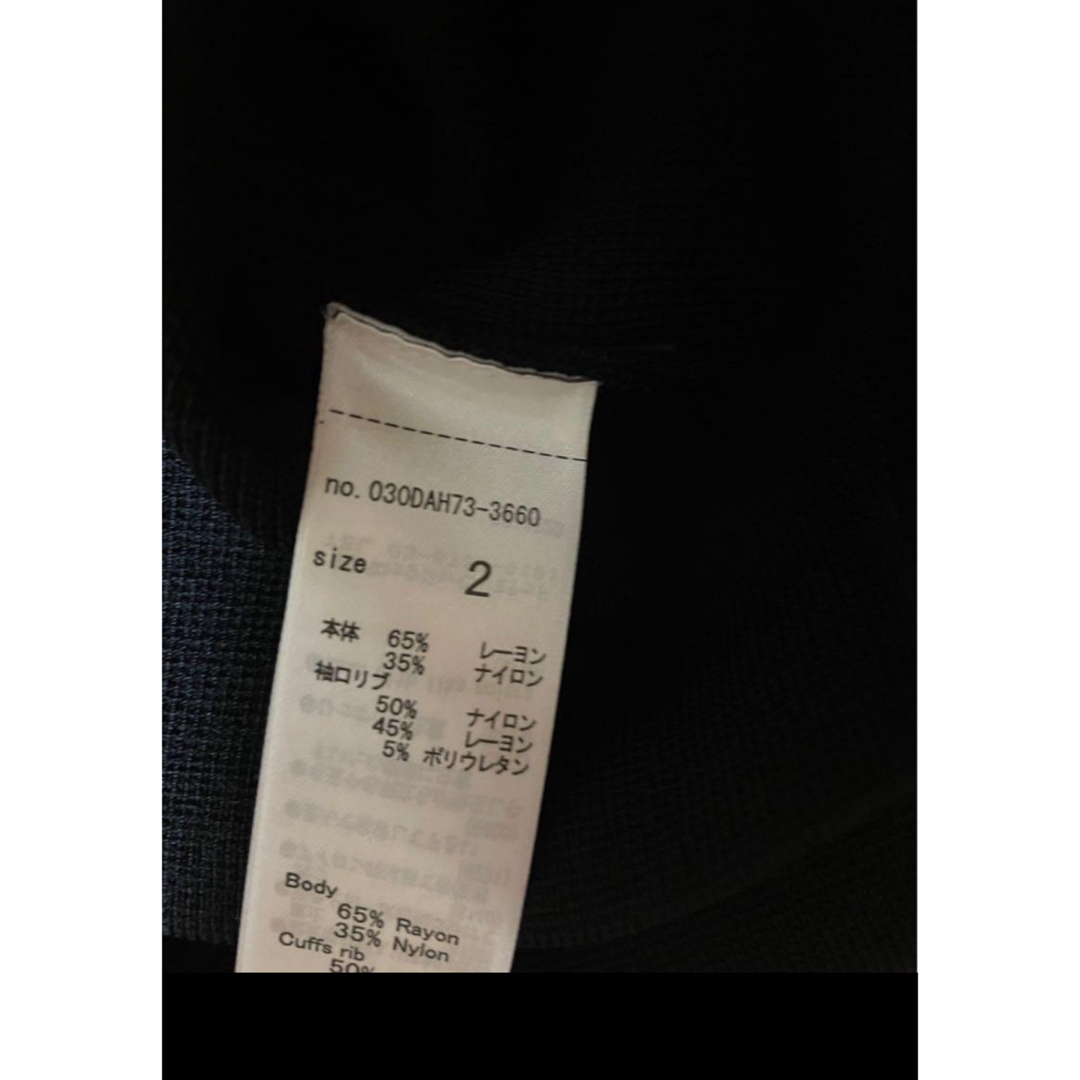 no. 030DAH73-3660
size 2
本体 65% レーヨン
35% ナイロン
袖口リブ
50% ナイロン
45% レーヨン
5% ポリウレタン
Body
65% Rayon
35% Nylon
Cuffs rib
50%